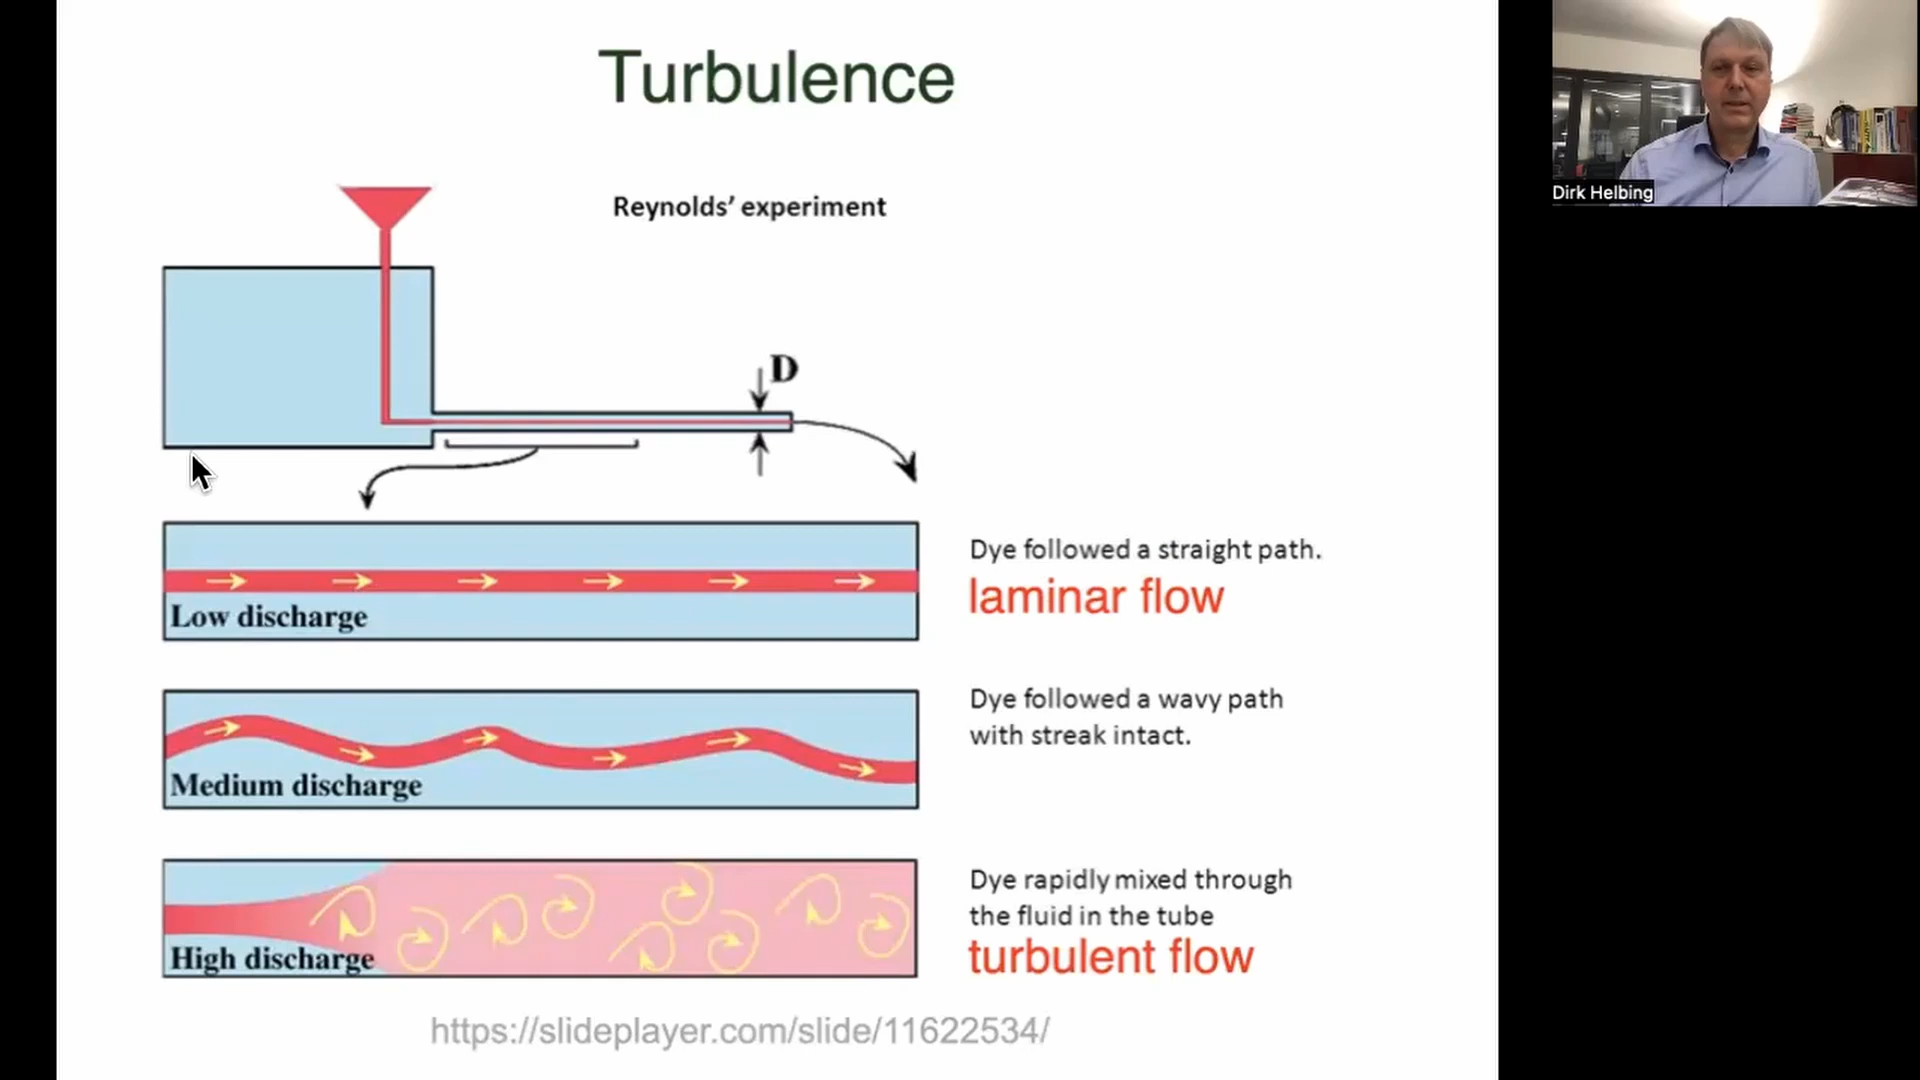 Turbulence
Reynolds’ experiment
D
Dye followed a straight path.
laminar flow
Low discharge
Dye followed a wavy path
with streak intact.
Medium discharge
Dye rapidly mixed through
the fluid in the tube
turbulent flow
High discharge
https://slideplayer.com/slide/11622534/
Dirk Helbing